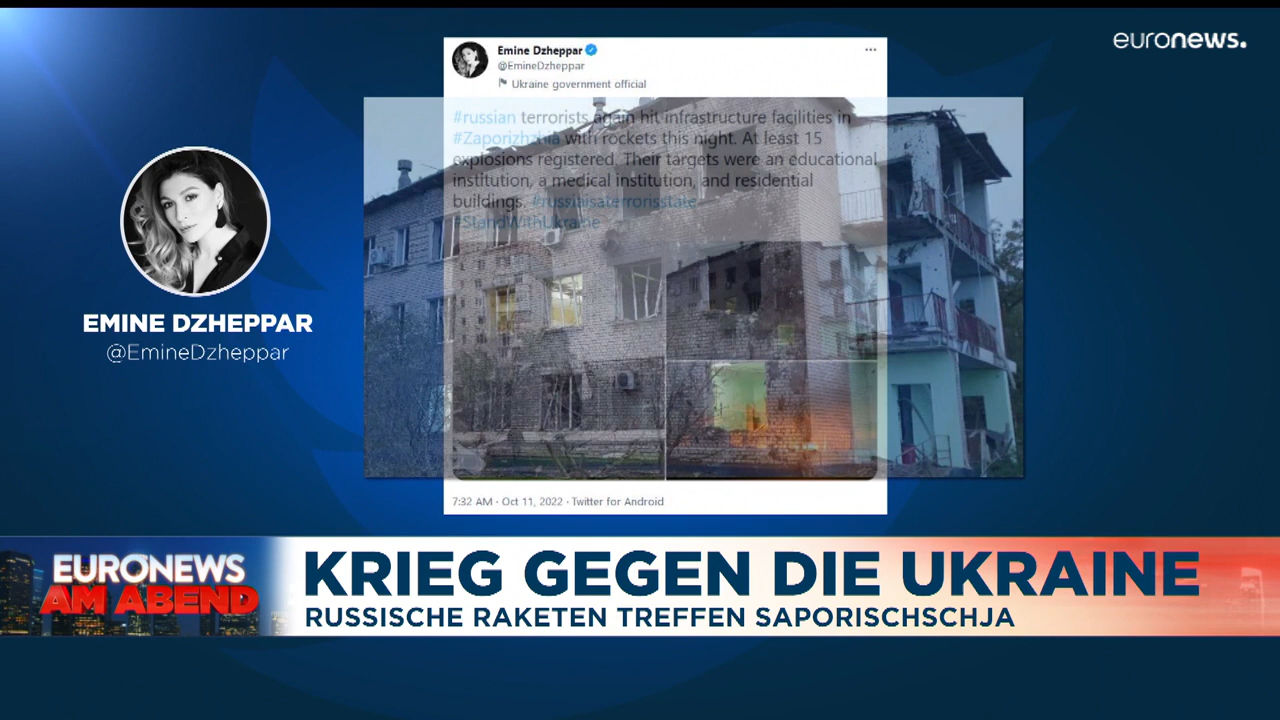 euronews.
Emine Dzheppar
@EmineDzheppar
Ukraine government official
#russian terrorists again hit infrastructure facilities in
#Zaporizhzhia with rockets this night. At least 15
explosions registered. Their targets were an educational
institution, a medical institution, and residential
buildings. #russiaisaterrorisstate
#StandWithUkraine
7:32 AM · Oct 11, 2022 · Twitter for Android
EMINE DZHEPPAR
@EmineDzheppar
EURONEWS
AM ABEND
KRIEG GEGEN DIE UKRAINE
RUSSISCHE RAKETEN TREFFEN SAPORISCHSCHJA